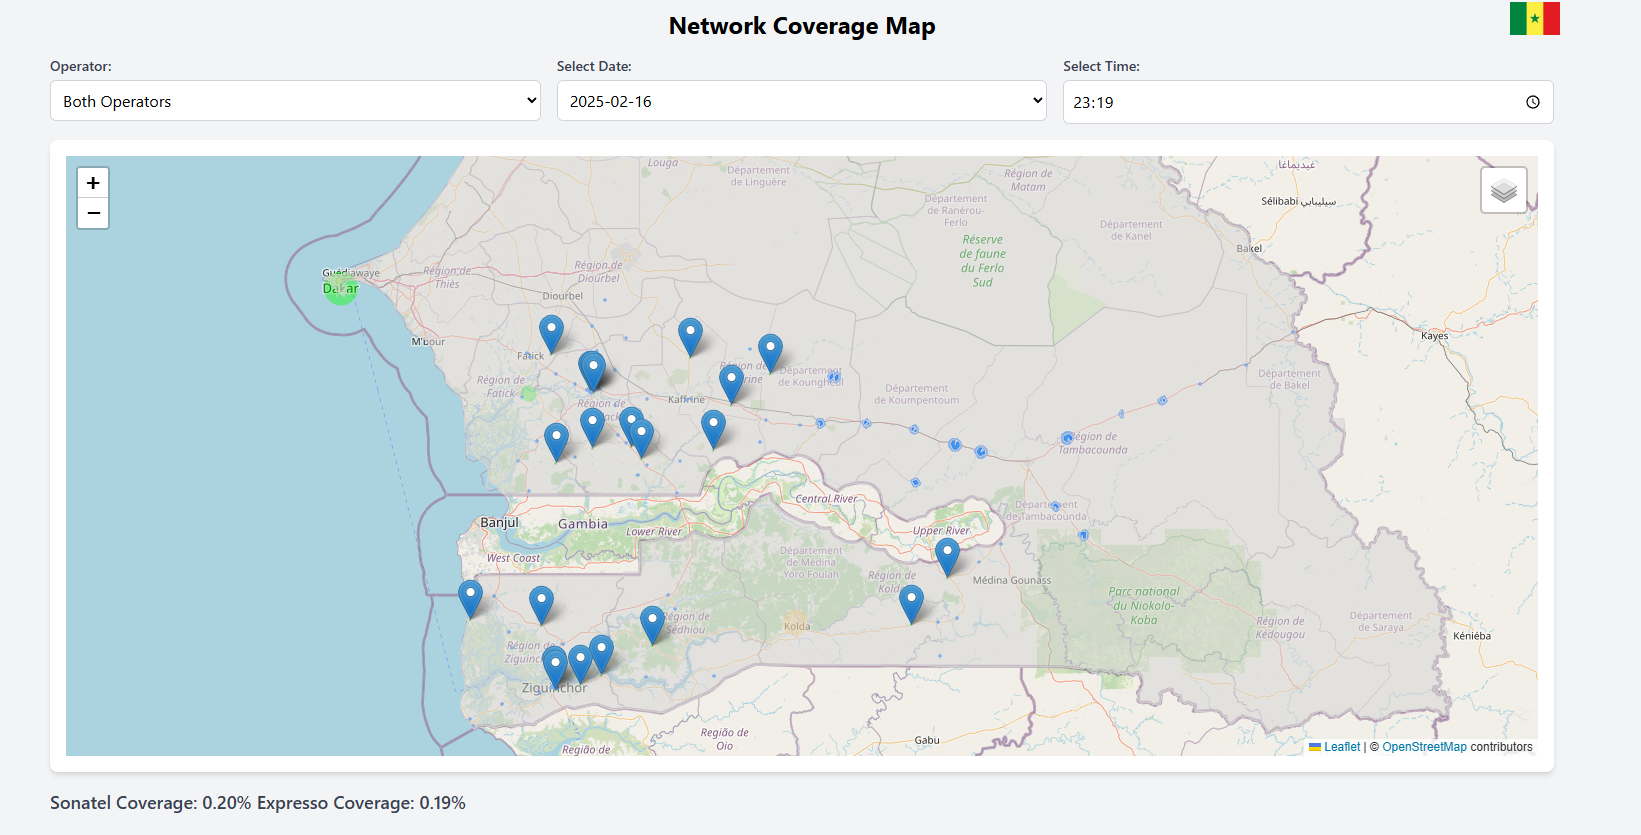 Network Coverage Map
Operator:
Select Date:
Select Time:
Both Operators
2025-02-16
23:19
+
−
Louga
Département
de Linguère
Région de
Matam
غيديماغا
Sélibabi سيليبابي
Département
de Ranérou-
Ferlo
Département
de Kanel
Réserve
de faune
du Ferlo
Sud
Bakel
Guédiawaye
Dakar
Région de
Thiès
Région de
Diourbel
Diourbel
M'bour
Fatick
Kayes
Région de
Fatick
Région de
Département
de Koungheul
Kaffrine
Département
de Koumpentoum
Département
de Bakel
Région de
Tambacounda
Central River
Département
de Tambacounda
Banjul
Gambia
Lower River
Upper River
West Coast
Département
de Médina
Yoro Foulah
Région de
Médina Gounass
Parc national
du Niokolo-
Koba
Région de
Kédougou
Département
de Saraya
Kéniéba
Région de
Sédhiou
Kolda
Région de
Ziguinchor
Região de
Oio
Gabu
Região de
Leaflet | © OpenStreetMap contributors
Sonatel Coverage: 0.20% Expresso Coverage: 0.19%